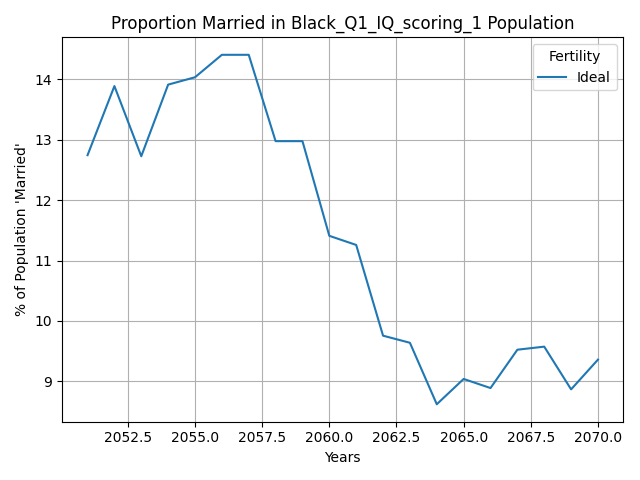 Proportion Married in Black_Q1_IQ_scoring_1 Population
Fertility
Ideal
% of Population 'Married'
14
13
12
11
10
9
2052.5 2055.0 2057.5 2060.0 2062.5 2065.0 2067.5 2070.0
Years